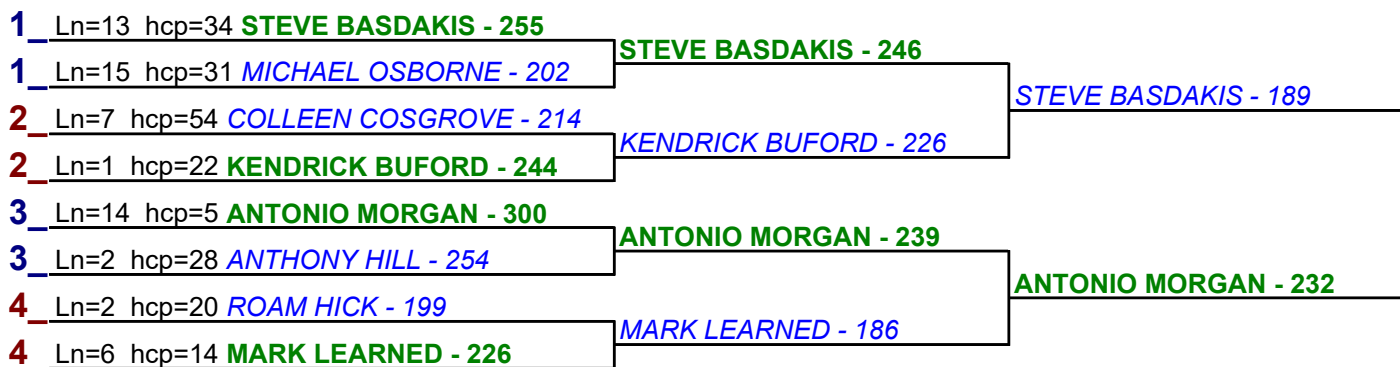 1_ Ln=13 hcp=34 STEVE BASDAKIS - 255
STEVE BASDAKIS - 246
1_ Ln=15 hcp=31 MICHAEL OSBORNE - 202
STEVE BASDAKIS - 189
2_ Ln=7 hcp=54 COLLEEN COSGROVE - 214
KENDRICK BUFORD - 226
2_ Ln=1 hcp=22 KENDRICK BUFORD - 244
3_ Ln=14 hcp=5 ANTONIO MORGAN - 300
ANTONIO MORGAN - 239
3_ Ln=2 hcp=28 ANTHONY HILL - 254
ANTONIO MORGAN - 232
4_ Ln=2 hcp=20 ROAM HICK - 199
MARK LEARNED - 186
4 Ln=6 hcp=14 MARK LEARNED - 226